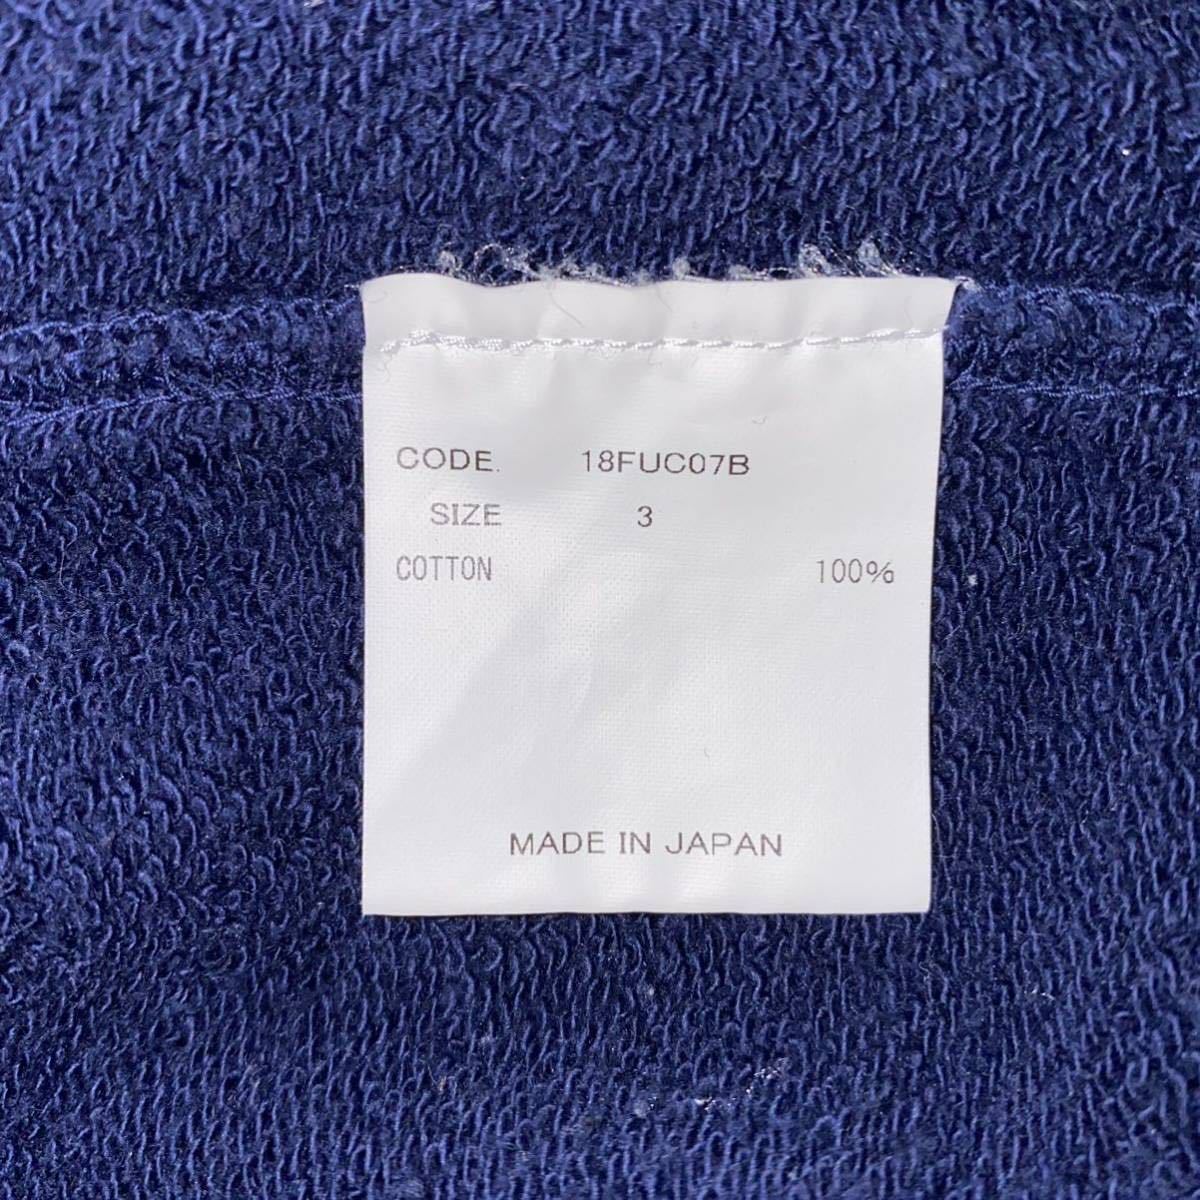 CODE. 18FUC07B
SIZE 3
COTTON 100%
MADE IN JAPAN